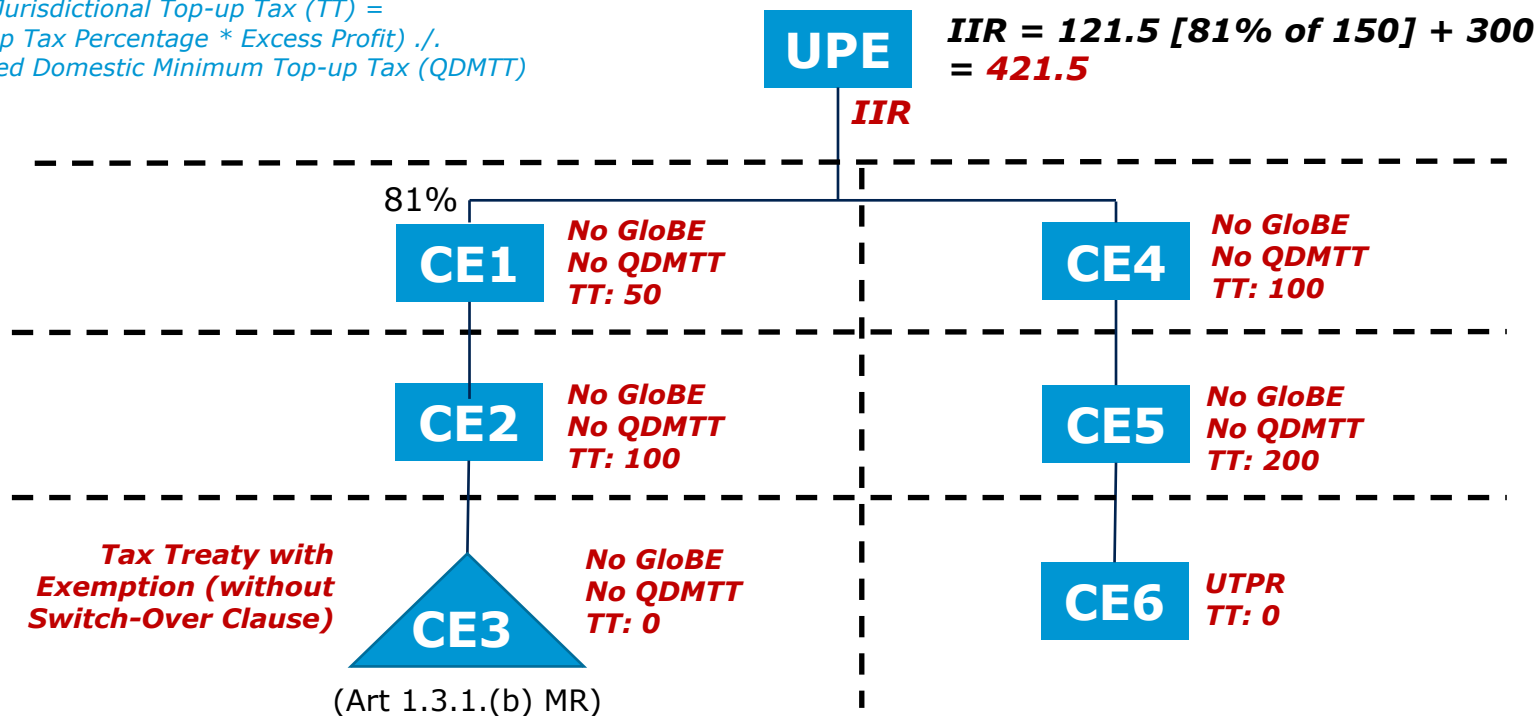 Jurisdictional Top-up Tax (TT) =
p Tax Percentage * Excess Profit) ./.
ed Domestic Minimum Top-up Tax (QDMTT)
UPE
IIR = 121.5 [81% of 150] + 300
= 421.5
IIR
81%
CE1
No GloBE
No QDMTT
TT: 50
CE4
No GloBE
No QDMTT
TT: 100
CE2
No GloBE
No QDMTT
TT: 100
CE5
No GloBE
No QDMTT
TT: 200
Tax Treaty with
Exemption (without
Switch-Over Clause)
CE3
No GloBE
No QDMTT
TT: 0
CE6
UTPR
TT: 0
(Art 1.3.1.(b) MR)